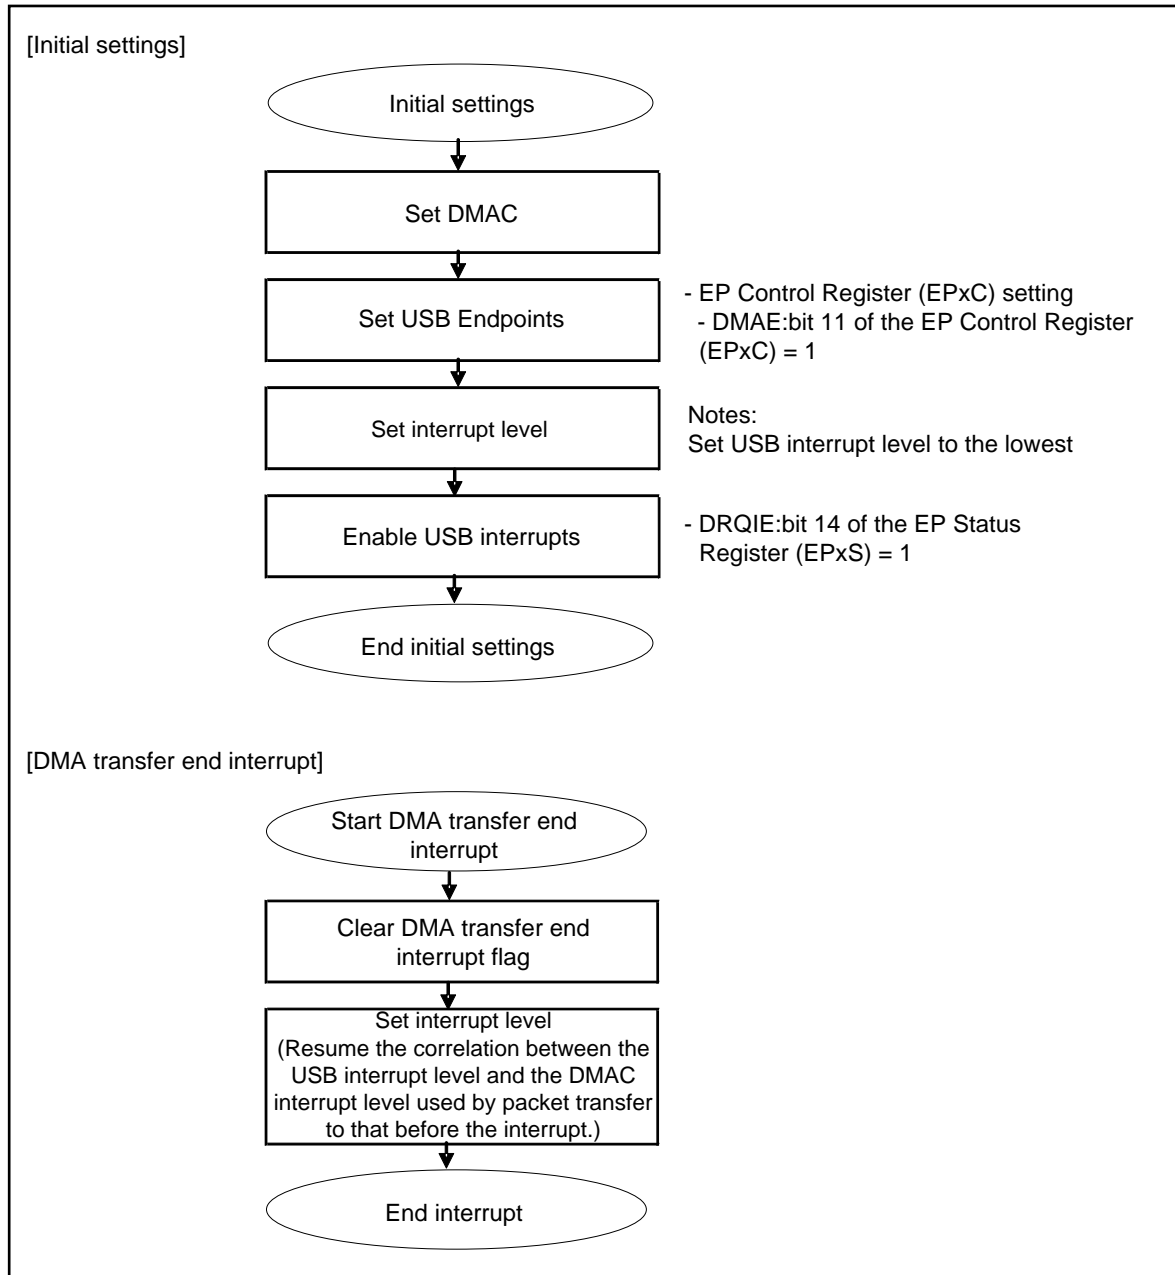 [Initial settings]
Initial settings
Set DMAC
Set USB Endpoints
- EP Control Register (EPxC) setting
- DMAE:bit 11 of the EP Control Register
(EPxC) = 1
Set interrupt level
Notes:
Set USB interrupt level to the lowest
Enable USB interrupts
- DRQIE:bit 14 of the EP Status
Register (EPxS) = 1
End initial settings
[DMA transfer end interrupt]
Start DMA transfer end
interrupt
Clear DMA transfer end
interrupt flag
Set interrupt level
(Resume the correlation between the
USB interrupt level and the DMAC
interrupt level used by packet transfer
to that before the interrupt.)
End interrupt